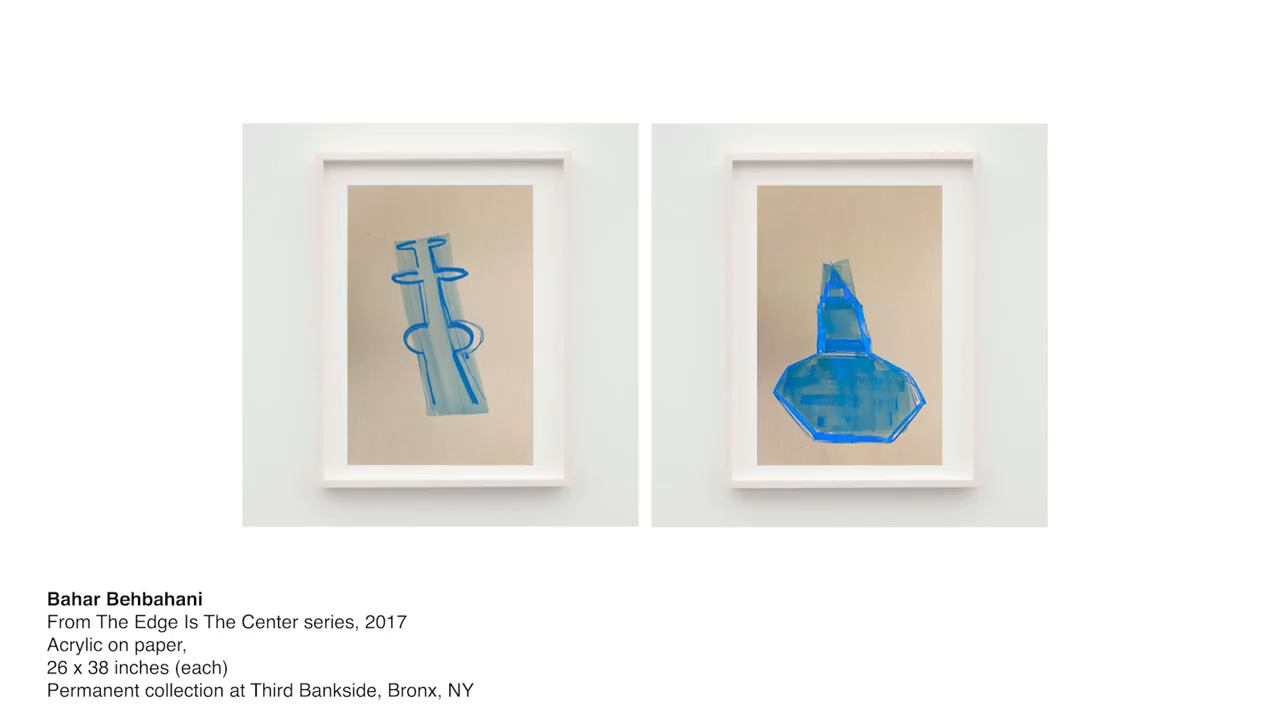 Bahar Behbahani
From The Edge Is The Center series, 2017
Acrylic on paper,
26 x 38 inches (each)
Permanent collection at Third Bankside, Bronx, NY